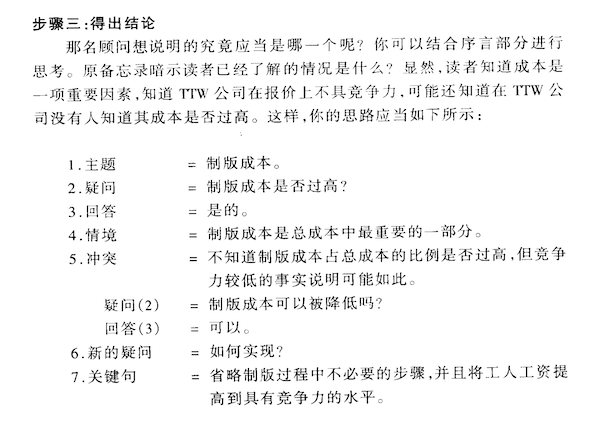 步骤三:得出结论
那名顾问想说明的究竟应当是哪一个呢？你可以结合序言部分进行
思考。原备忘录暗示读者已经了解的情况是什么？显然,读者知道成本是
一项重要因素,知道 TTW 公司在报价上不具竞争力,可能还知道在 TTW 公
司没有人知道其成本是否过高。这样,你的思路应当如下所示：
1.主题 = 制版成本。
2.疑问 = 制版成本是否过高？
3.回答 = 是的。
4.情境 = 制版成本是总成本中最重要的一部分。
5.冲突 = 不知道制版成本占总成本的比例是否过高,但竞争
力较低的事实说明可能如此。
疑问(2) = 制版成本可以被降低吗？
回答(3) = 可以。
6.新的疑问 = 如何实现？
7.关键句 = 省略制版过程中不必要的步骤,并且将工人工资提
高到具有竞争力的水平。